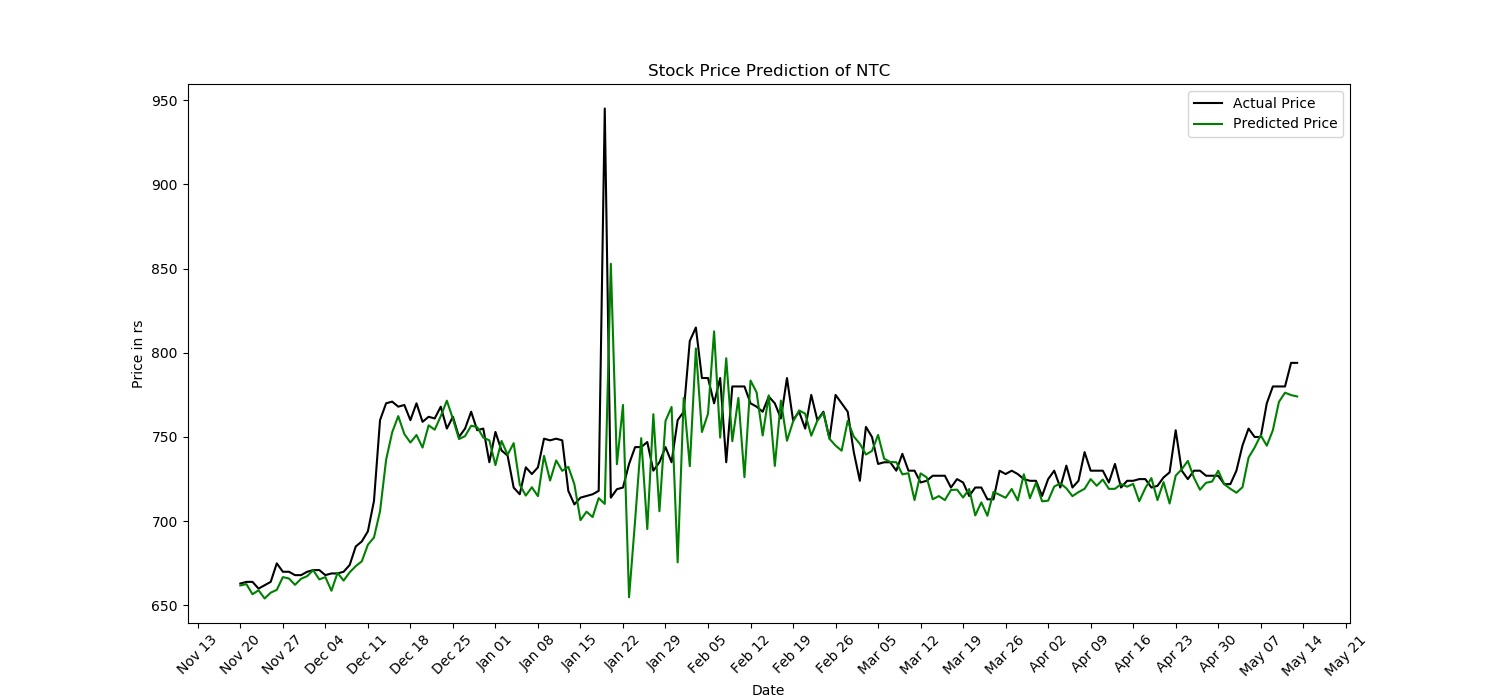 Stock Price Prediction of NTC
Actual Price
Predicted Price
Price in rs
950
900
850
800
750
700
650
Nov 13
Nov 20
Nov 27
Dec 04
Dec 11
Dec 18
Dec 25
Jan 01
Jan 08
Jan 15
Jan 22
Jan 29
Feb 05
Feb 12
Feb 19
Feb 26
Mar 05
Mar 12
Mar 19
Mar 26
Apr 02
Apr 09
Apr 16
Apr 23
Apr 30
May 07
May 14
May 21
Date